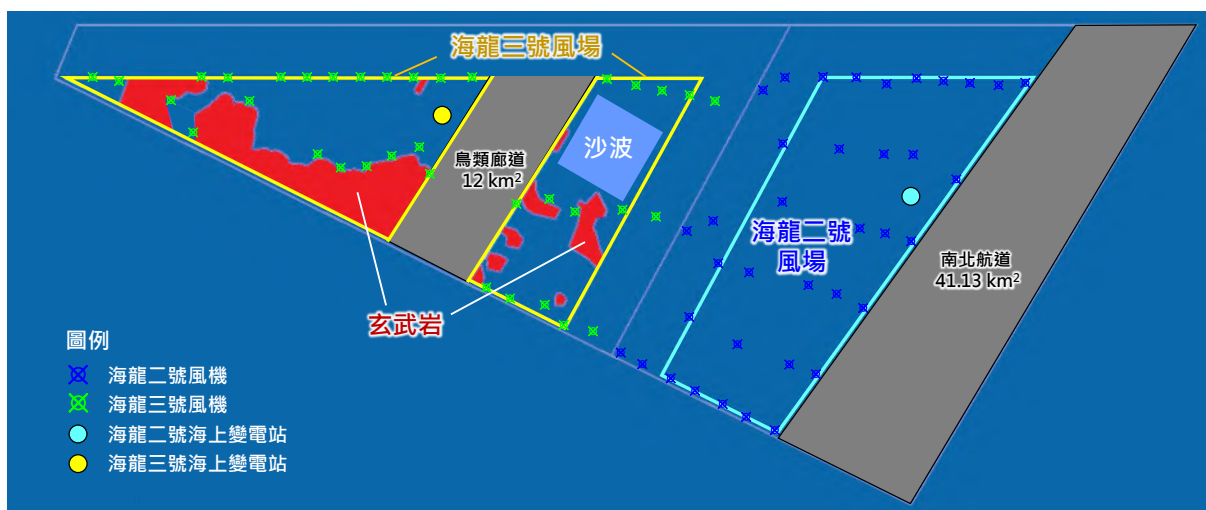 海龍三號風場
沙波
鳥類廊道
12 km²
海龍二號
風場
南北航道
41.13 km²
玄武岩
圖例
海龍二號風機
海龍三號風機
海龍二號海上變電站
海龍三號海上變電站